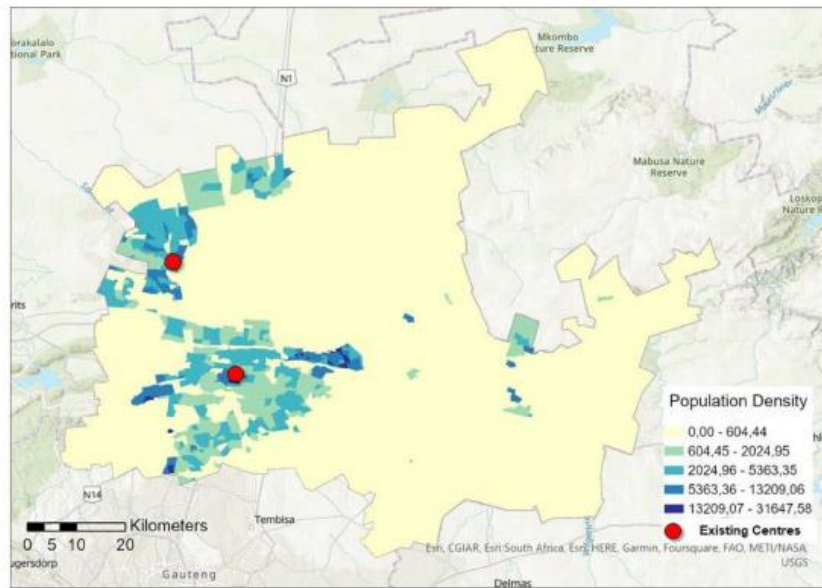 Mkombo
Nature Reserve
National Park
N1
Mabusa Nature
Reserve
Loskop
Nature Re
rits
Population Density
0,00 - 604,44
604,45 - 2024,95
2024,96 - 5363,35
5363,36 - 13209,06
13209,07 - 31647,58
Existing Centres
N14
Kilometers
0 5 10 20
Tembisa
Esri, CGIAR, Esri South Africa, Esri, HERE, Garmin, Foursquare, FAO, METI/NASA,
USGS
ugersdorp
Gauteng
Delmas